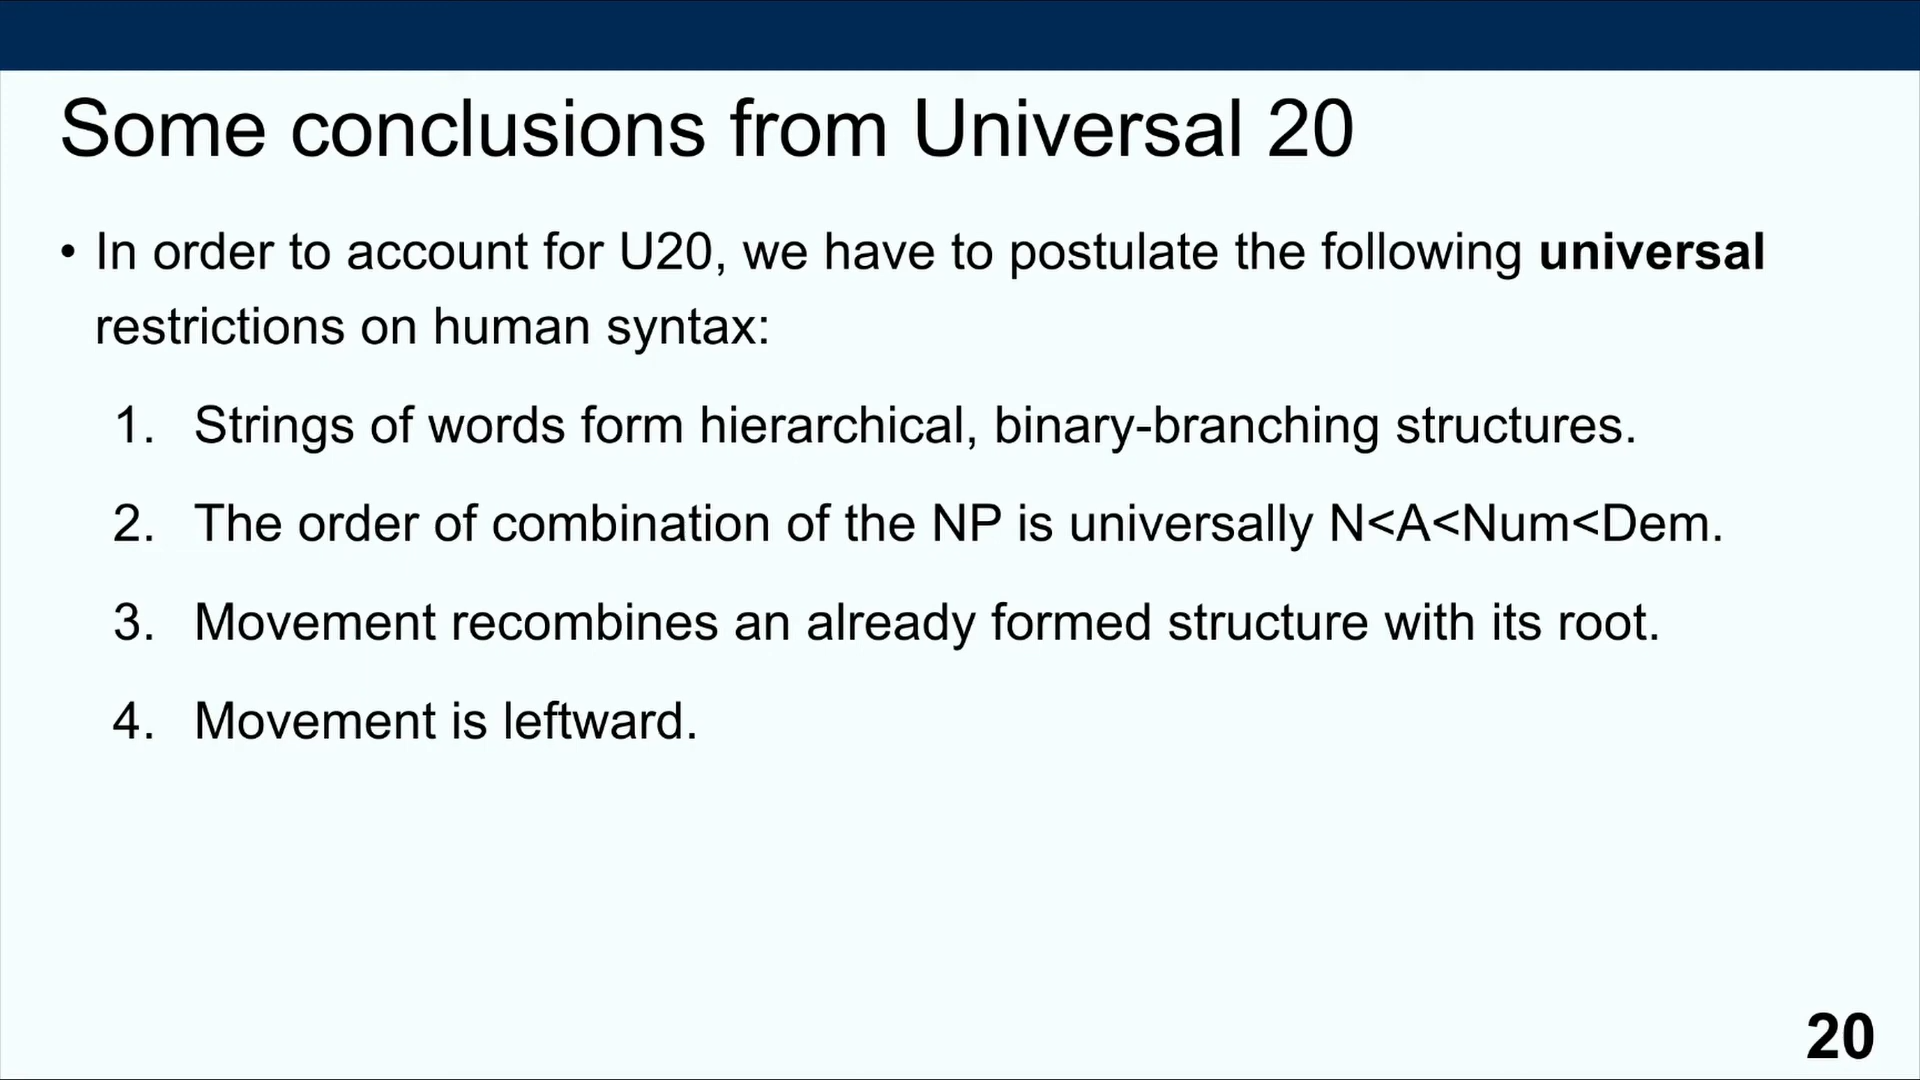 Some conclusions from Universal 20
• In order to account for U20, we have to postulate the following universal
restrictions on human syntax:
1. Strings of words form hierarchical, binary-branching structures.
2. The order of combination of the NP is universally N<A<Num<Dem.
3. Movement recombines an already formed structure with its root.
4. Movement is leftward.
20